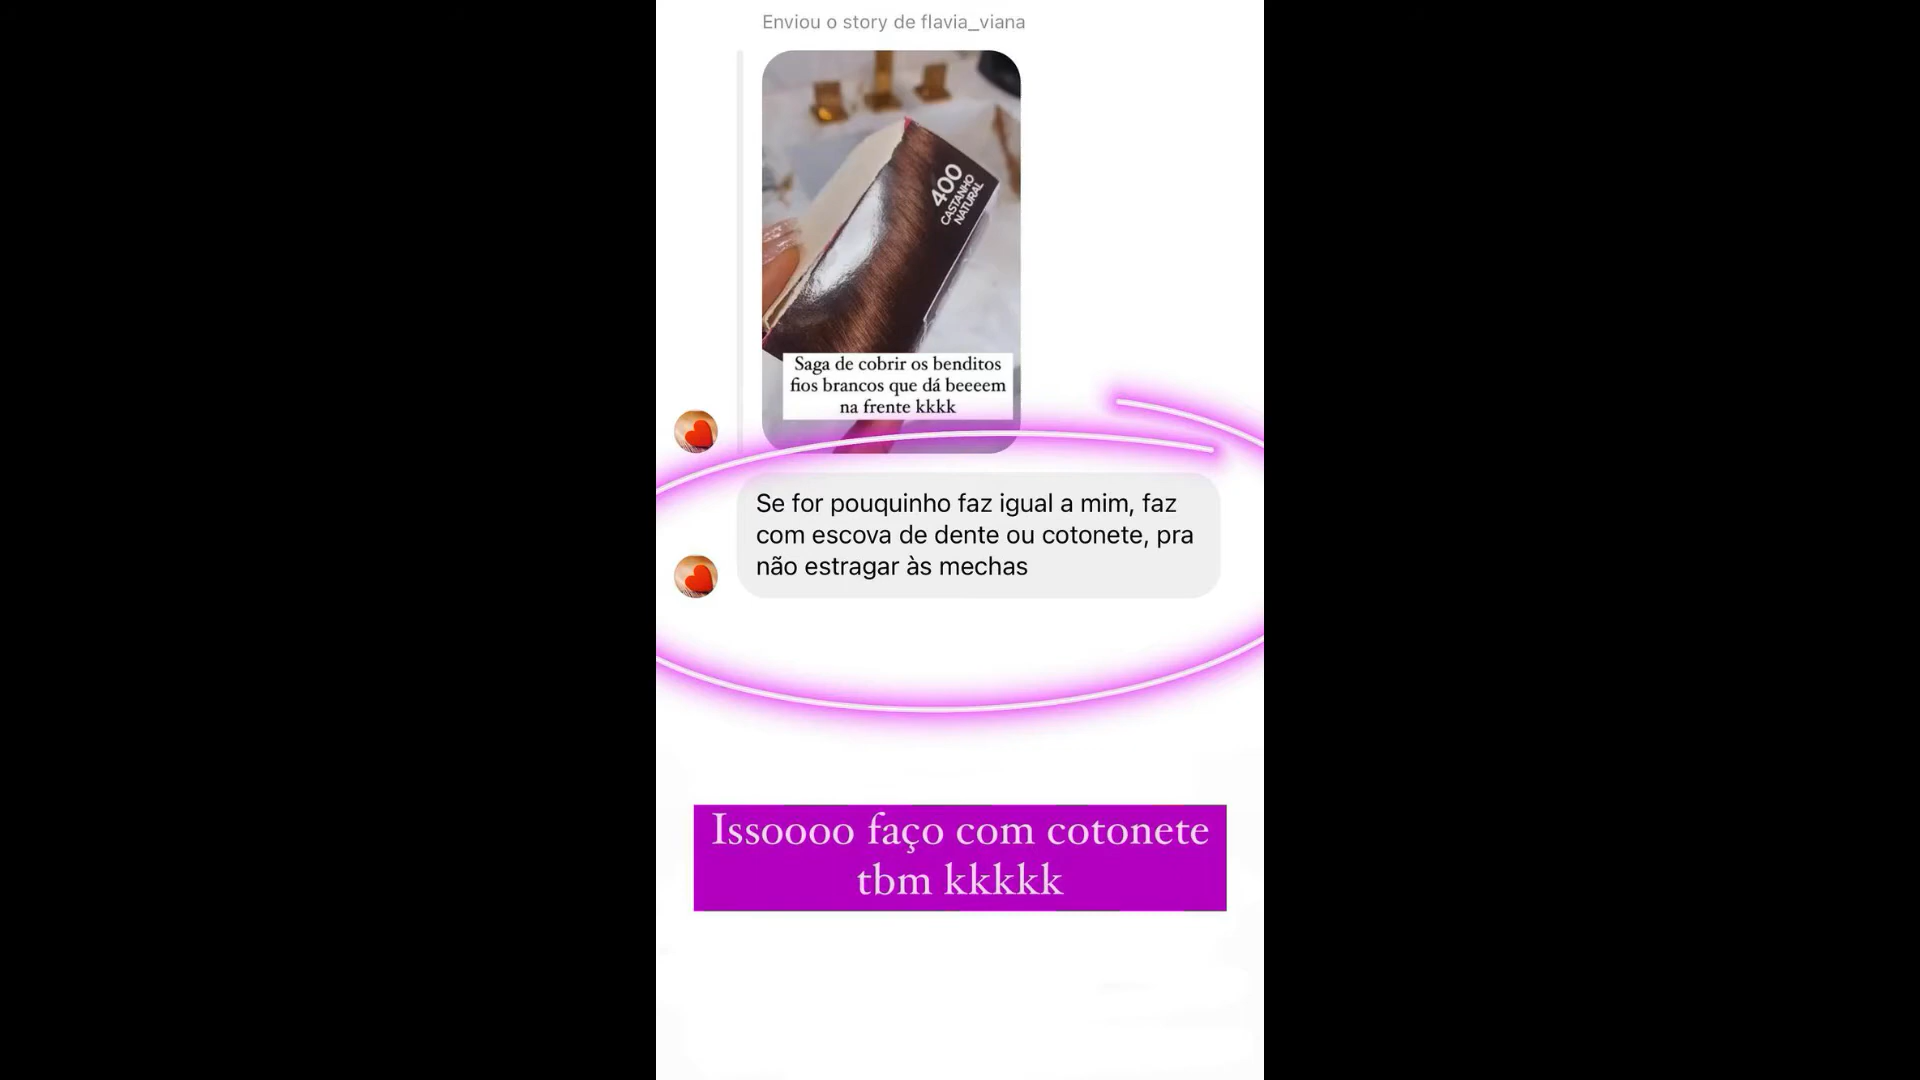 Enviou o story de flavia_viana
400
CASTANHO
NATURAL
Saga de cobrir os benditos
fios brancos que dá beeeem
na frente kkkk
Se for pouquinho faz igual a mim, faz
com escova de dente ou cotonete, pra
não estragar às mechas
Issoooo faço com cotonete
tbm kkkkk